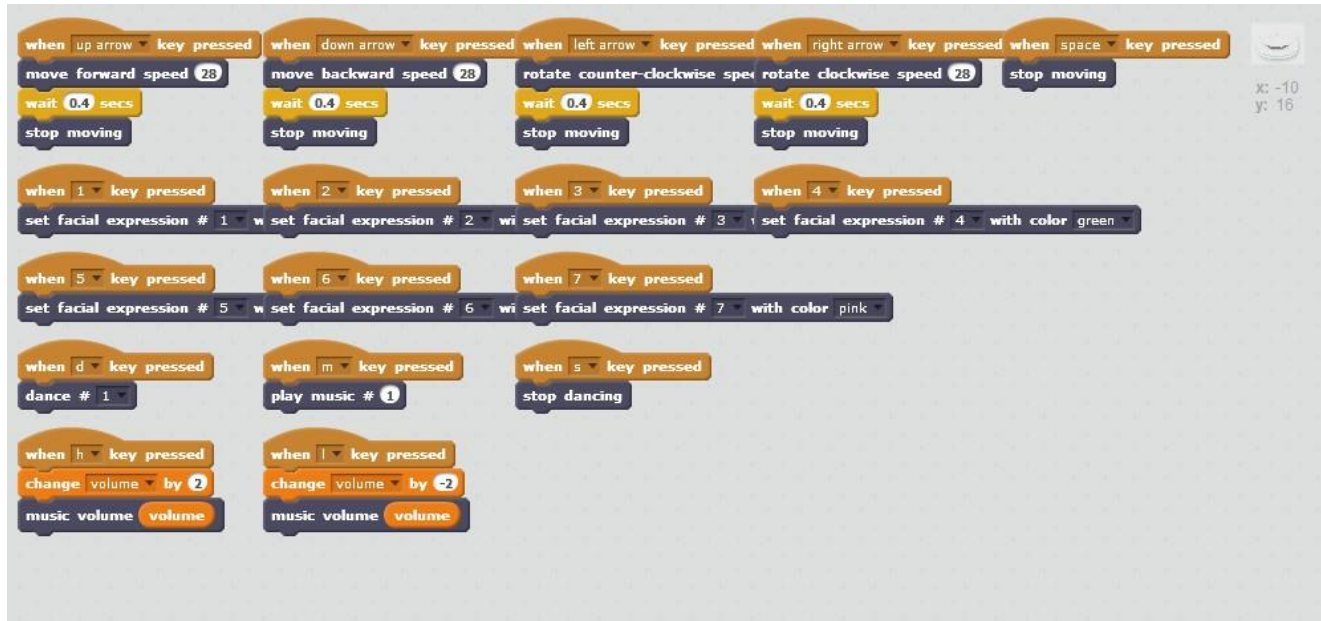 when up arrow key pressed
move forward speed 28
wait 0.4 secs
stop moving
when down arrow key pressed
move backward speed 28
wait 0.4 secs
stop moving
when left arrow key pressed
rotate counter-clockwise
wait 0.4 secs
stop moving
when right arrow key pressed
rotate clockwise speed 28
wait 0.4 secs
stop moving
when space key pressed
stop moving
x: -10
y: 16
when 1 key pressed
set facial expression # 1
when 2 key pressed
set facial expression # 2
when 3 key pressed
set facial expression # 3
when 4 key pressed
set facial expression # 4 with color green
when 5 key pressed
set facial expression # 5
when 6 key pressed
set facial expression # 6
when 7 key pressed
set facial expression # 7 with color pink
when d key pressed
dance # 1
when m key pressed
play music # 1
when s key pressed
stop dancing
when h key pressed
change volume by 2
music volume volume
when l key pressed
change volume by -2
music volume volume